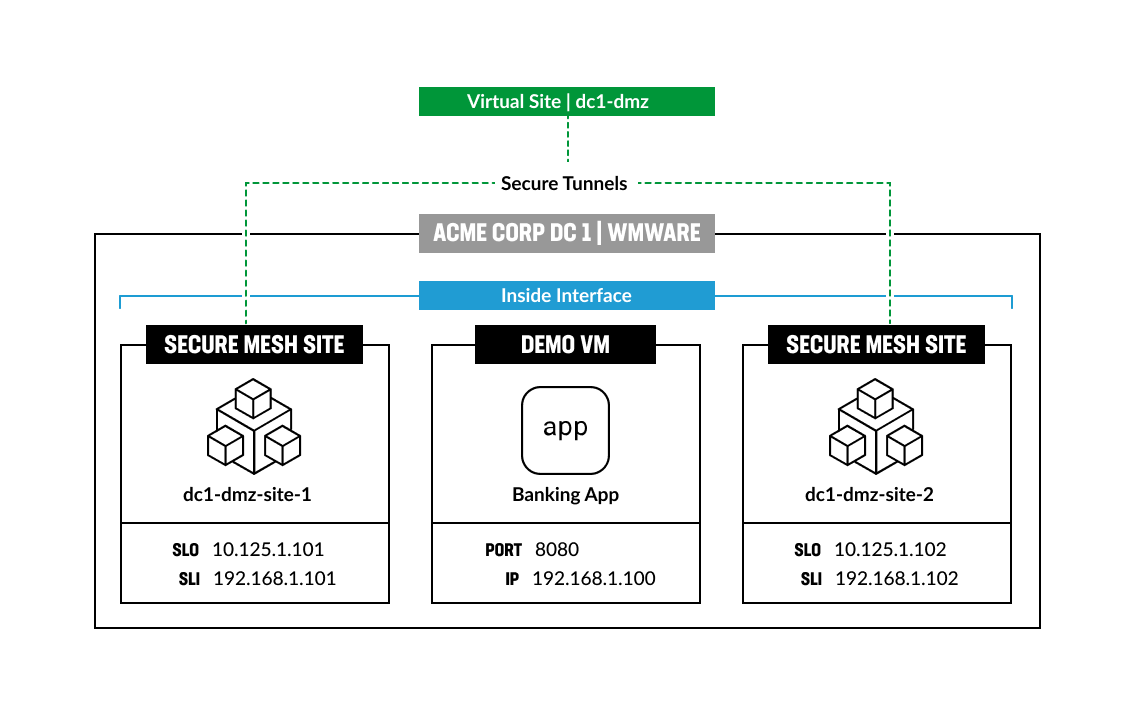 Virtual Site | dc1-dmz
Secure Tunnels
ACME CORP DC 1 | WMWARE
Inside Interface
SECURE MESH SITE
dc1-dmz-site-1
SLO 10.125.1.101
SLI 192.168.1.101
DEMO VM
app
Banking App
PORT 8080
IP 192.168.1.100
SECURE MESH SITE
dc1-dmz-site-2
SLO 10.125.1.102
SLI 192.168.1.102